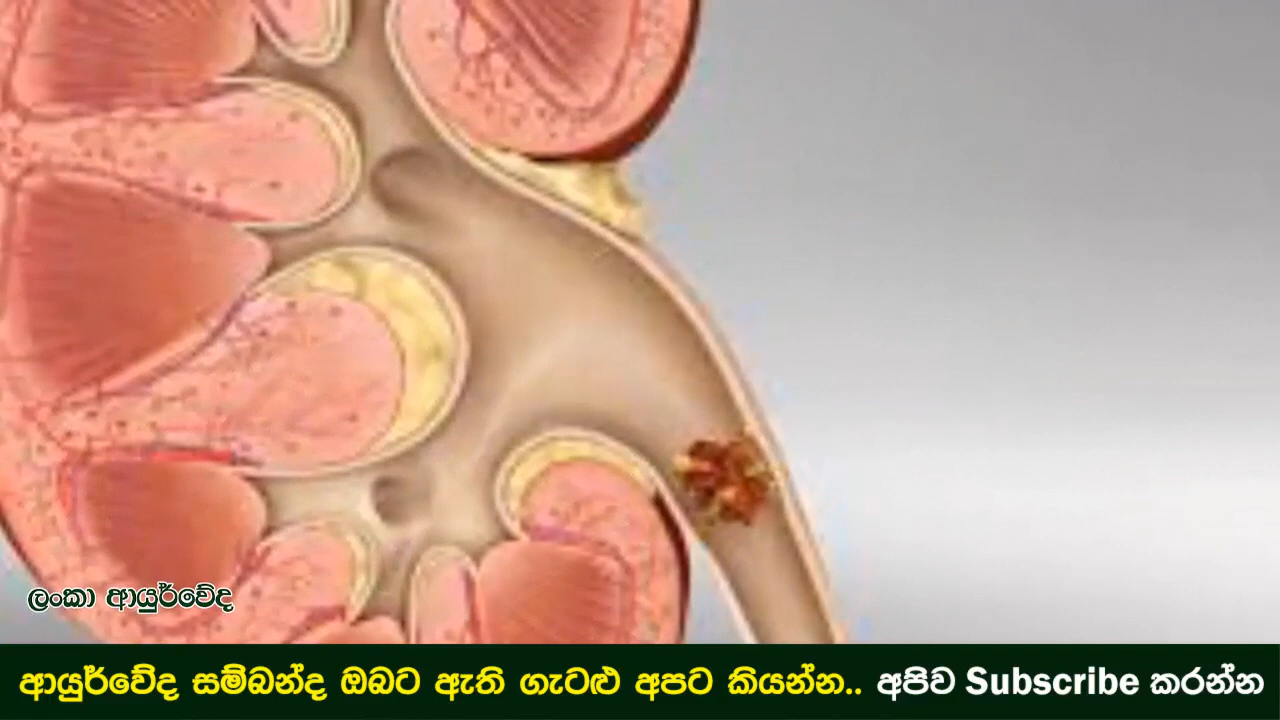 ලංකා ආයුර්වේද
ආයුර්වේද සම්බන්ද ඔබට ඇති ගැටළු අපට කියන්න.. අපිව Subscribe කරන්න